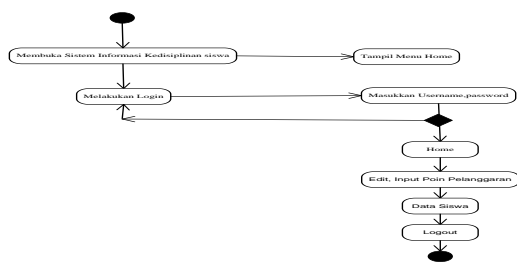 Membuka Sistem Informasi Kedisiplinan siswa
Tampil Menu Home
Melakukan Login
Masukkan Username,password
Home
Edit, Input Poin Pelanggaran
Data Siswa
Logout